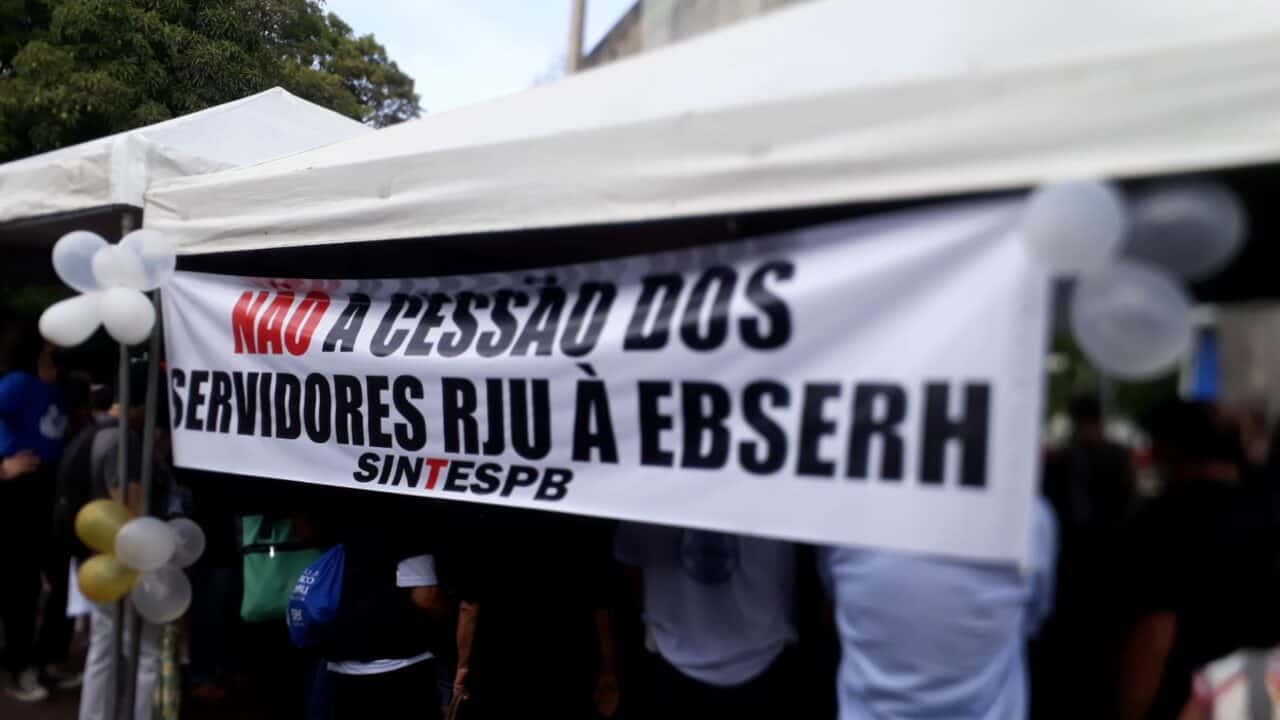 NÃO A CESSÃO DOS
SERVIDORES RJU À EBSERH
SINTESPB